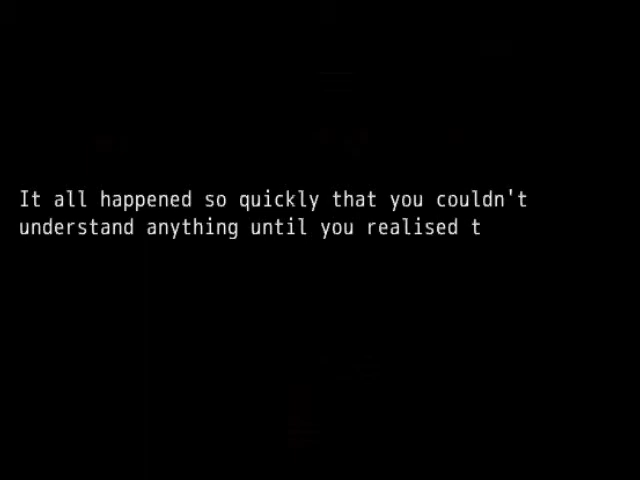 It all happened so quickly that you couldn't
understand anything until you realised t